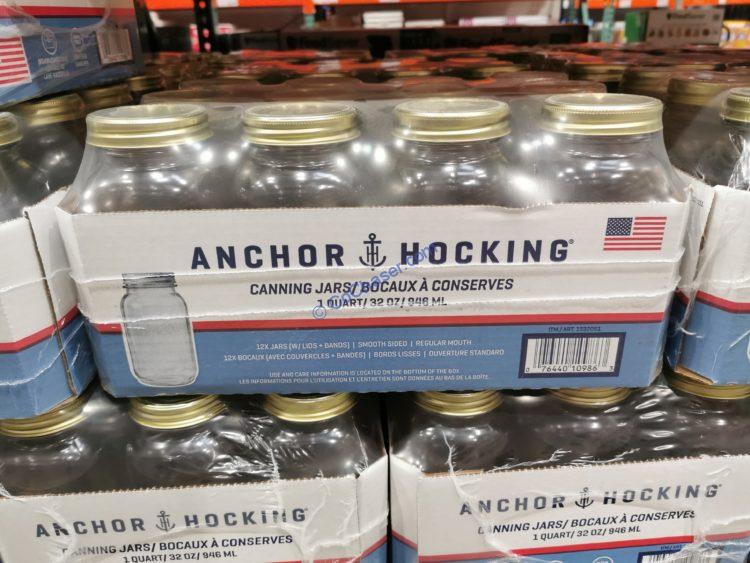 ANCHOR HOCKING®
CANNING JARS/ BOCAUX À CONSERVES
1 QUART/ 32 OZ/ 946 ML
12X JARS (W/ LIDS + BANDS) | SMOOTH SIDED | REGULAR MOUTH
12X BOCAUX (AVEC COUVERCLES + BANDES) | BORDS LISSES | OUVERTURE STANDARD
USE AND CARE INFORMATION IS LOCATED ON THE BOTTOM OF THE BOX
LES INFORMATIONS POUR L'UTILISATION ET L'ENTRETIEN SONT DONNÉES AU BAS DE LA BOÎTE.
0 76440 10986 3
ANCHOR HOCKING
CANNING JARS/ BOCAUX À CONSERVES
1 QUART/ 32 OZ/ 946 ML
ANCHOR HOCKING®
CANNING JARS/ BOCAUX À CONSERVES
1 QUART/ 32 OZ/ 946 ML